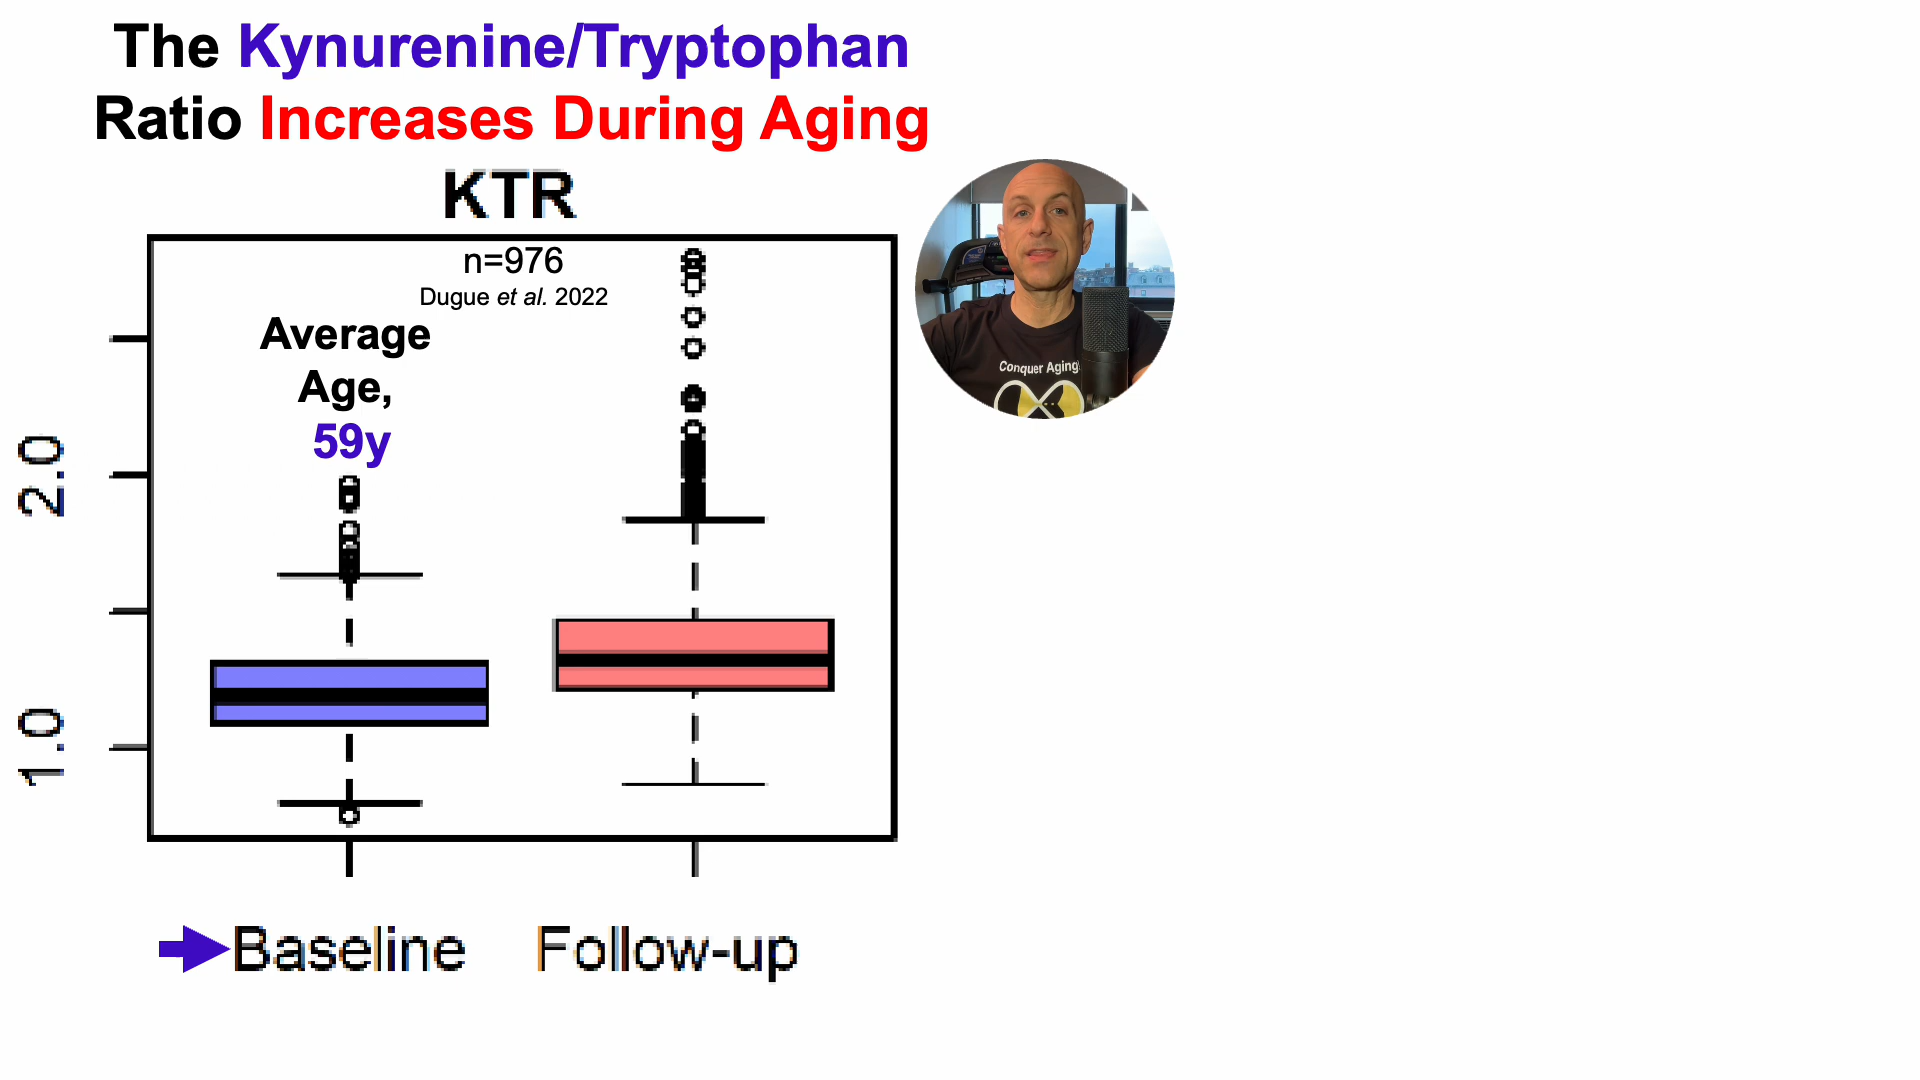 The Kynurenine/Tryptophan
Ratio Increases During Aging
KTR
n=976
Dugue et al. 2022
Average
Age,
59y
2.0
1.0
Baseline
Follow-up
Conquer Aging